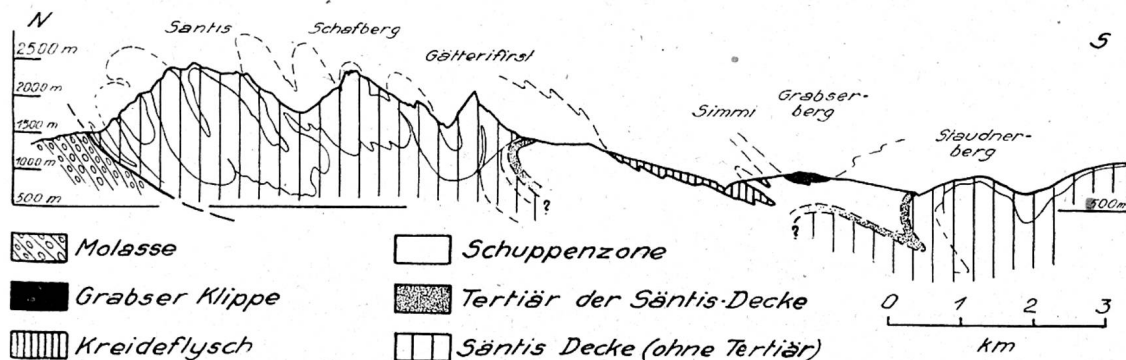 N
S
Säntis
Schafberg
Gätterifirst
Simmi
Grabser-
berg
Staudner-
berg
2500 m
2000 m
1500 m
1000 m
500 m
500 m
?
?
Molasse
Schuppenzone
Grabser Klippe
Tertiär der Säntis-Decke
Kreideflysch
Säntis Decke (ohne Tertiär)
0 1 2 3
km